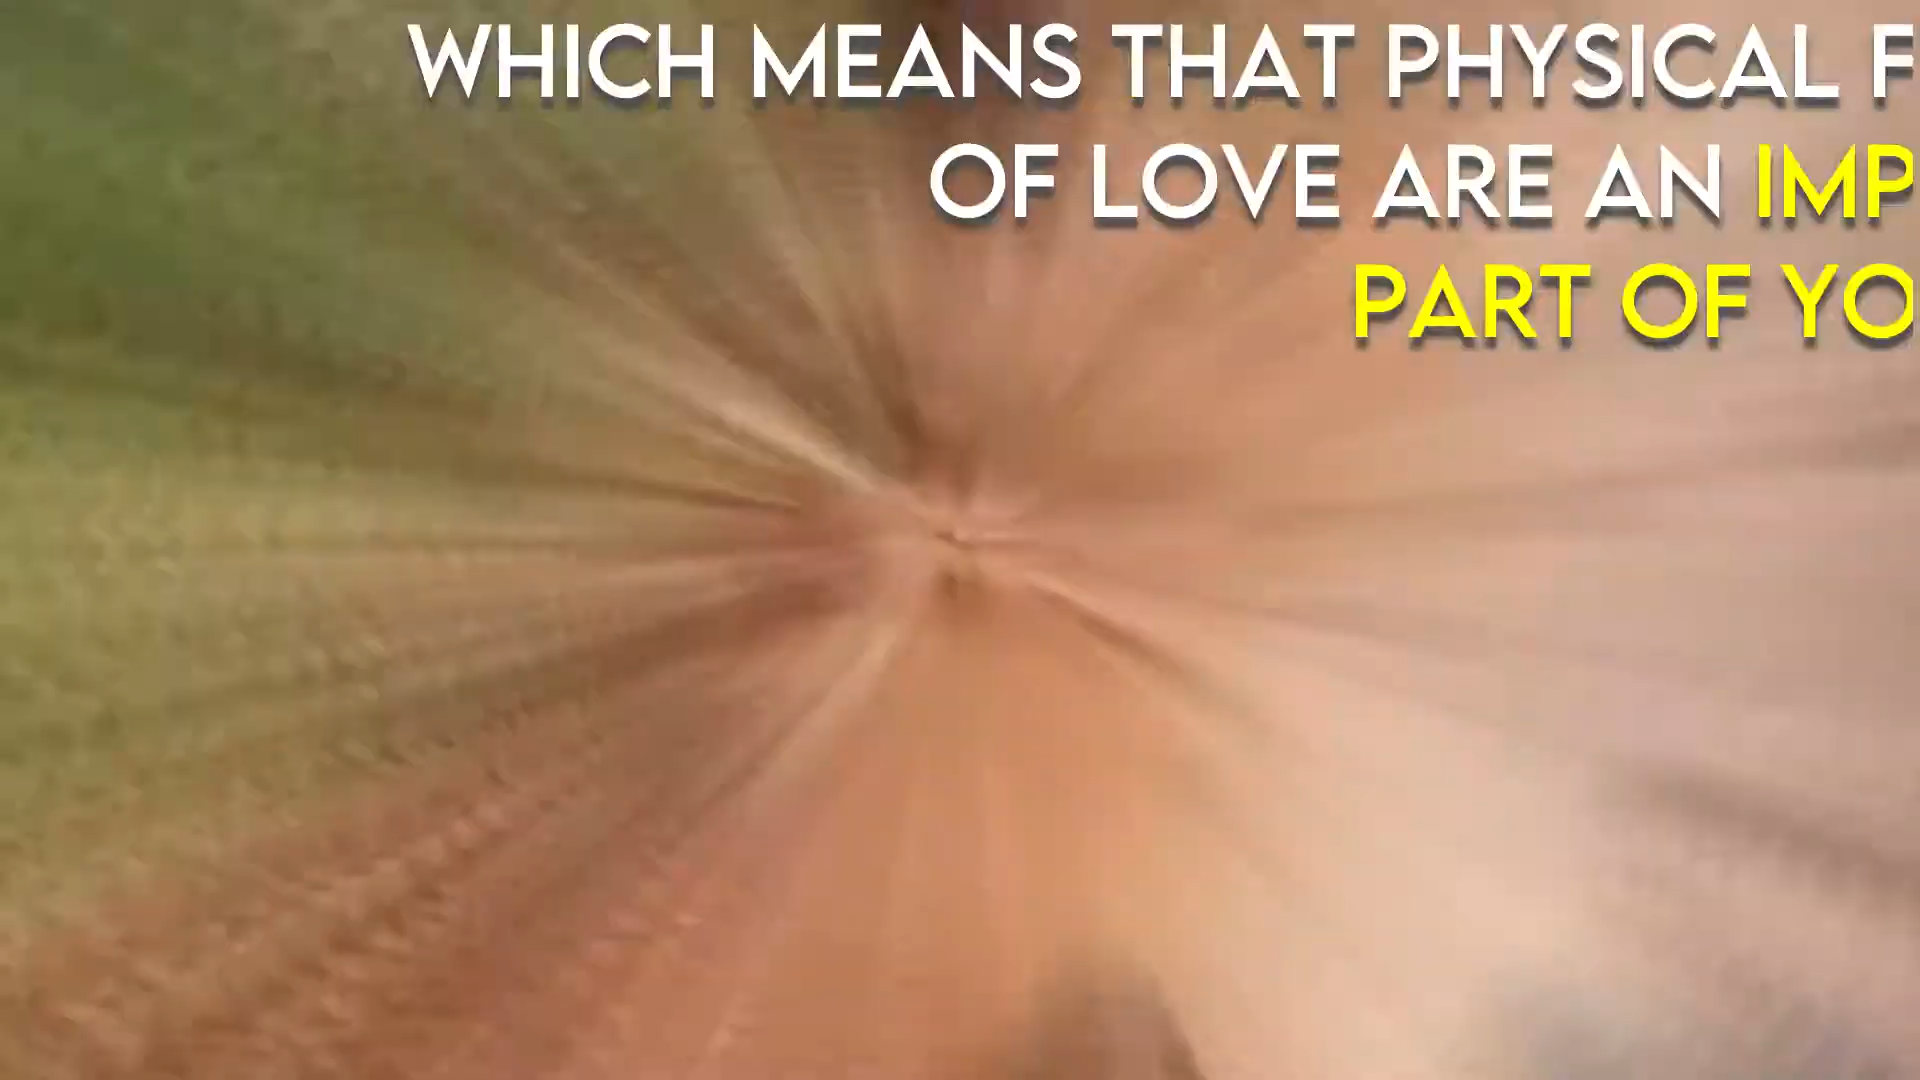 WHICH MEANS THAT PHYSICAL
OF LOVE ARE AN
PART OF